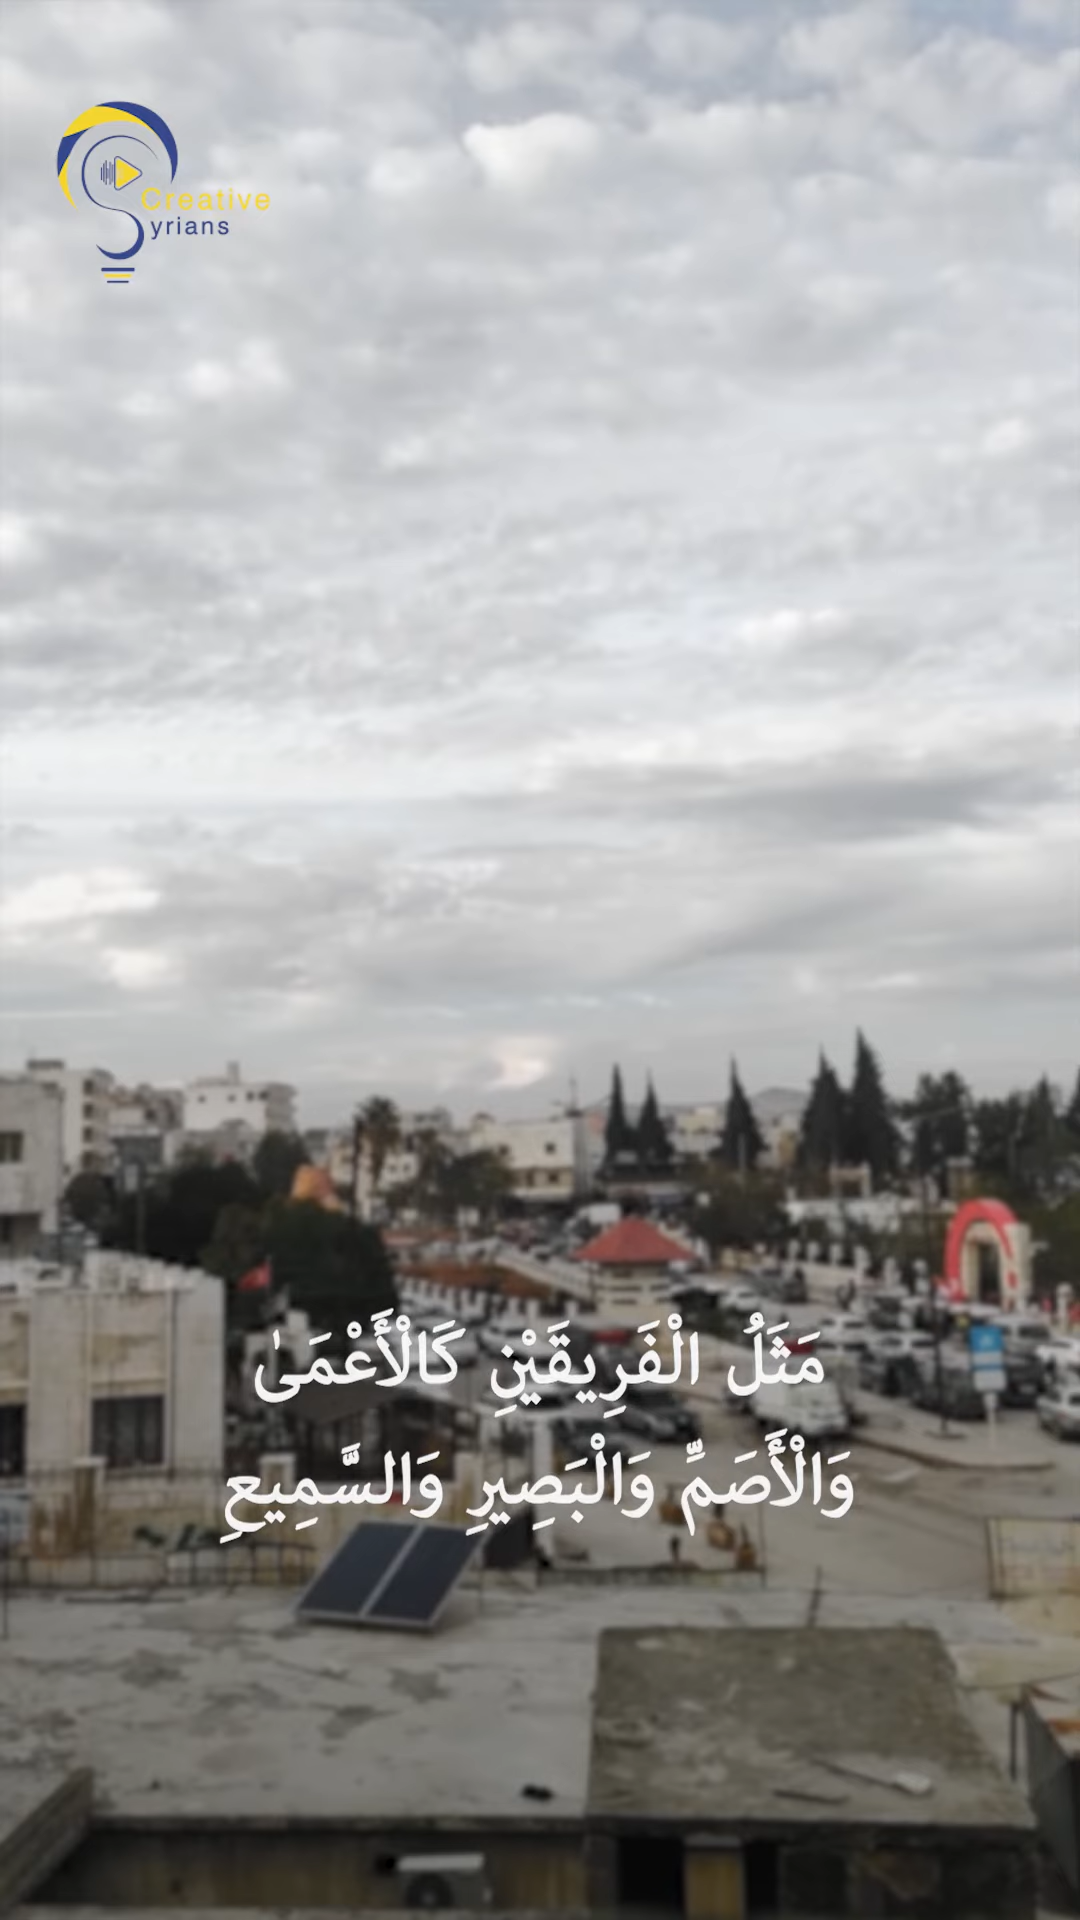 Creative
Syrians
مَثَلُ الْفَرِيقَيْنِ كَالْأَعْمَىٰ
وَالْأَصَمِّ وَالْبَصِيرِ وَالسَّمِيعِ